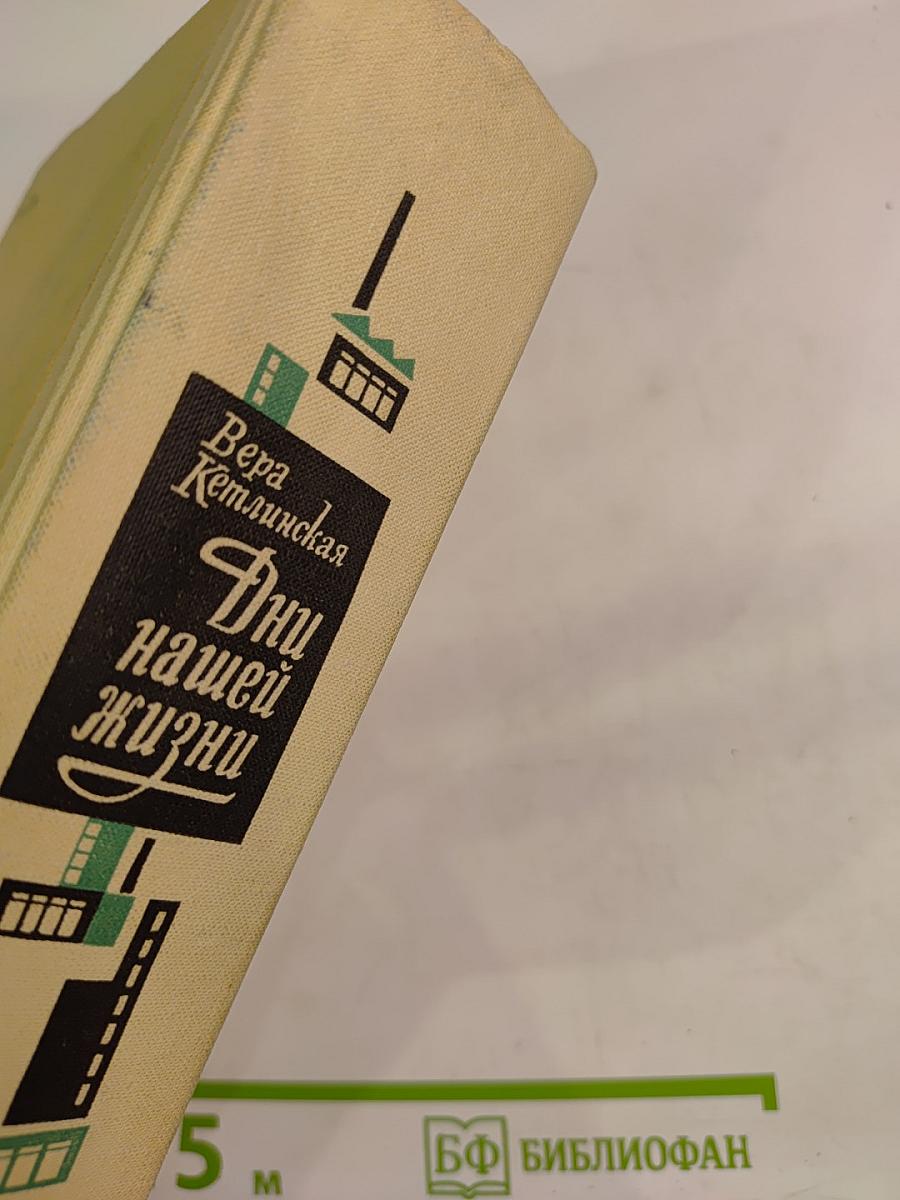 Вера
Кетлинская
Дни
нашей
жизни
5 м
БФ БИБЛИОФАН